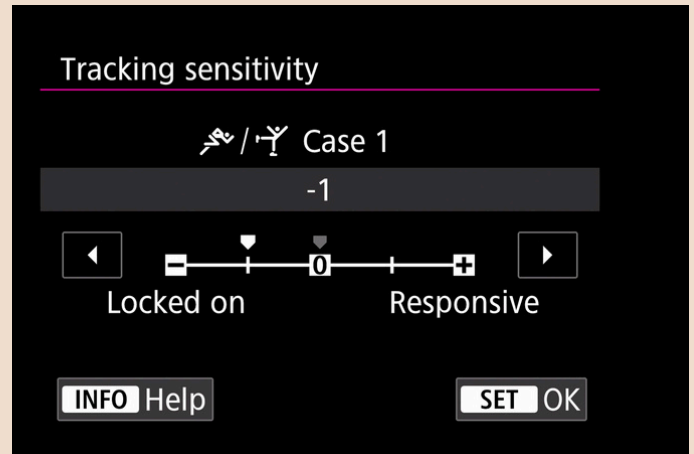 Tracking sensitivity
/ Case 1
-1
- 0 +
Locked on Responsive
INFO Help SET OK